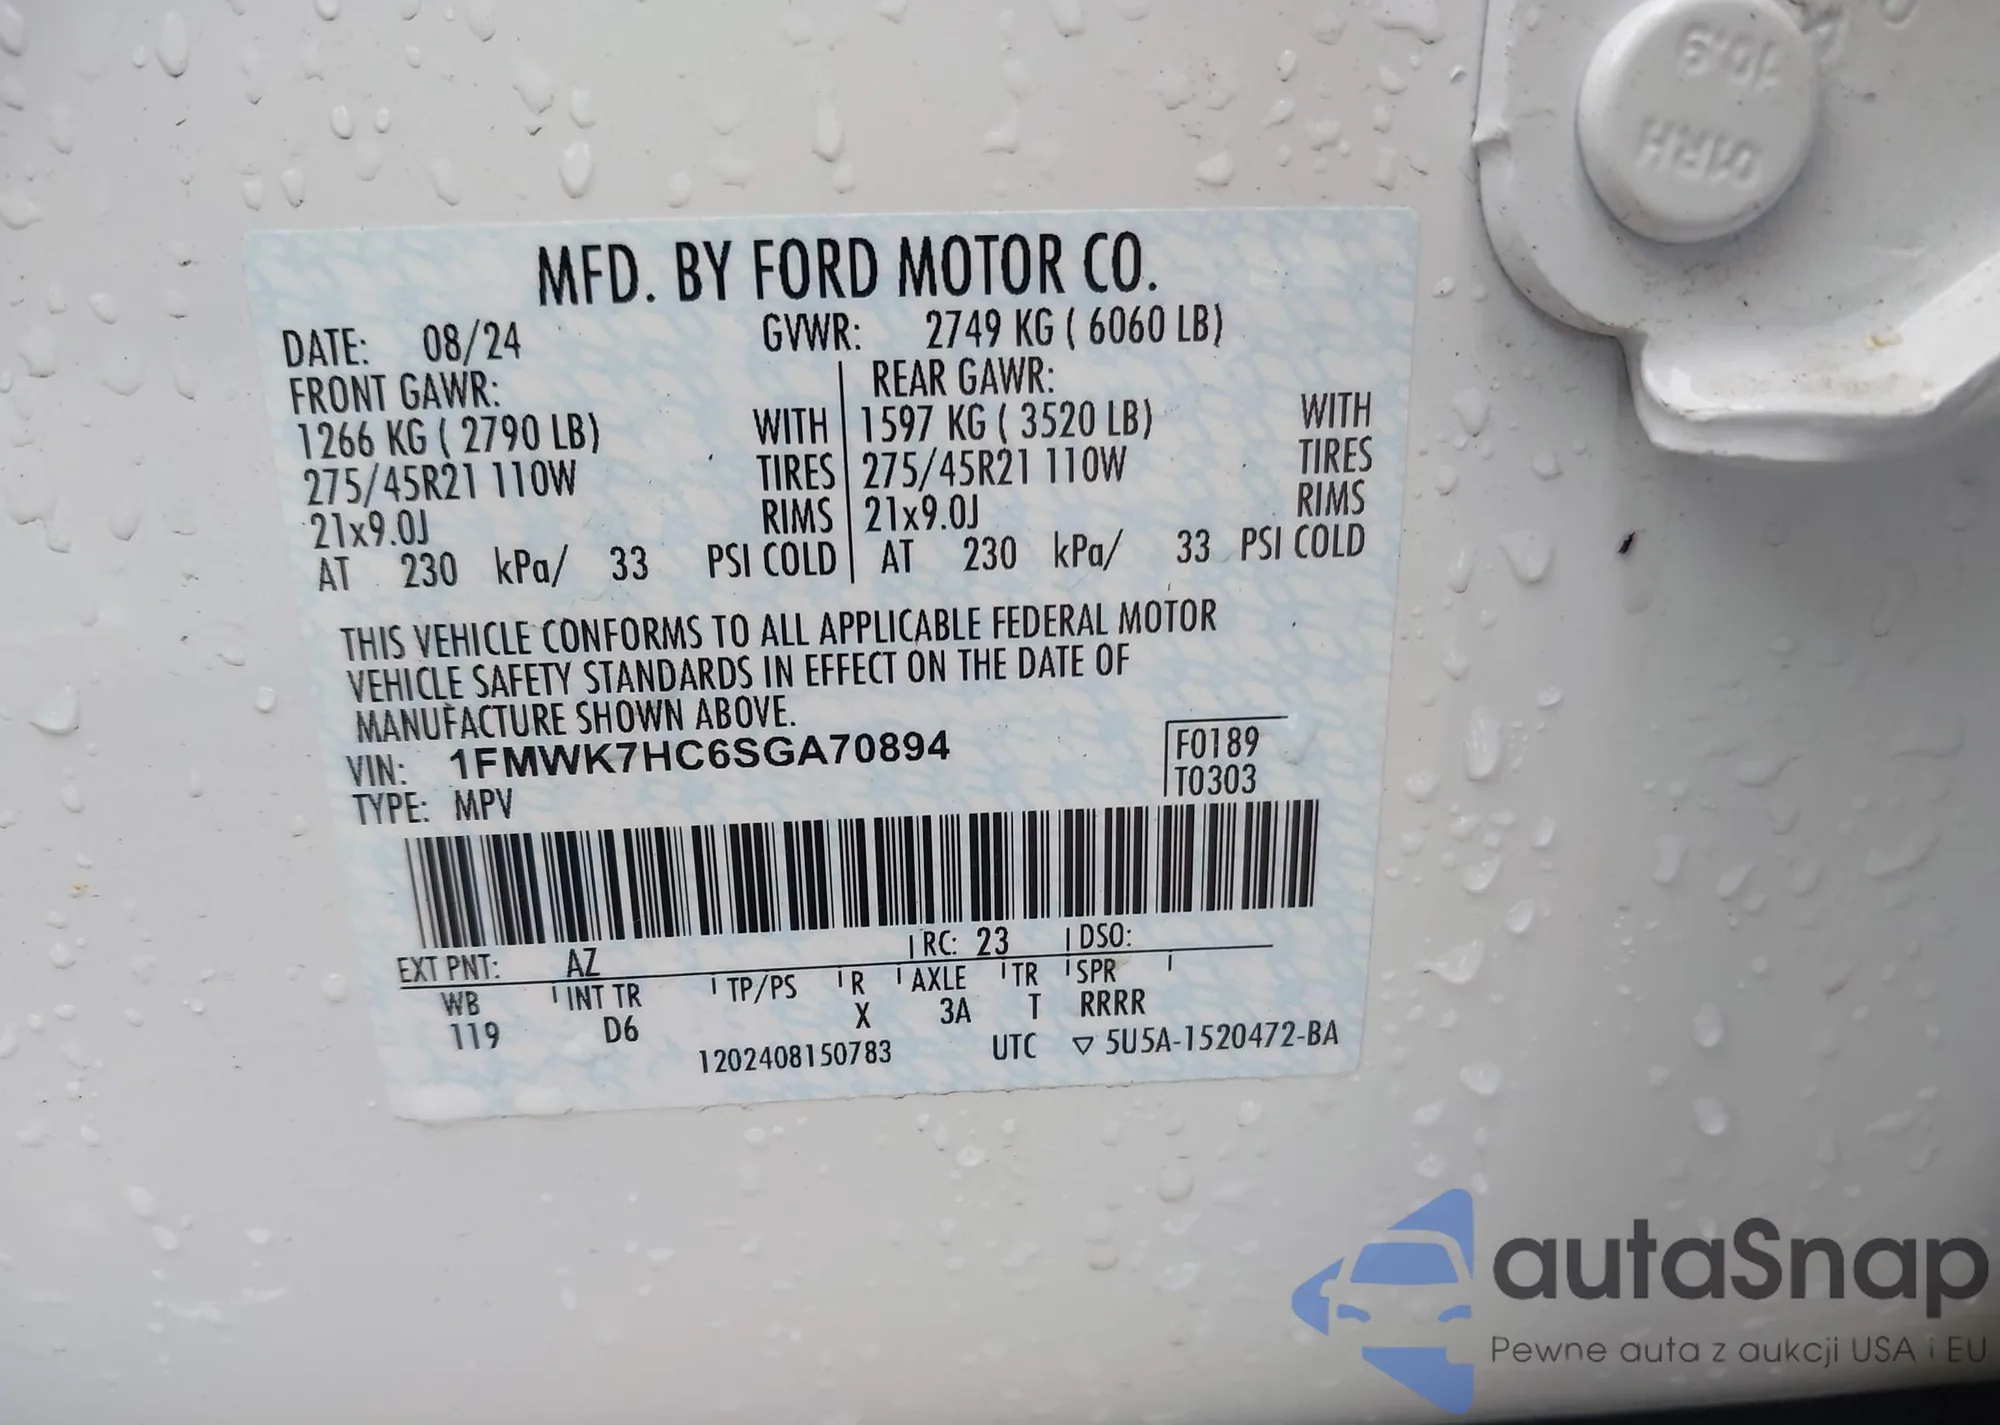 10.9
01RH
MFD. BY FORD MOTOR CO.
DATE: 08/24 GVWR: 2749 KG ( 6060 LB)
FRONT GAWR: REAR GAWR:
1266 KG ( 2790 LB) WITH 1597 KG ( 3520 LB) WITH
275/45R21 110W TIRES 275/45R21 110W TIRES
21x9.0J RIMS 21x9.0J RIMS
AT 230 kPa/ 33 PSI COLD AT 230 kPa/ 33 PSI COLD
THIS VEHICLE CONFORMS TO ALL APPLICABLE FEDERAL MOTOR
VEHICLE SAFETY STANDARDS IN EFFECT ON THE DATE OF
MANUFACTURE SHOWN ABOVE.
VIN: 1FMWK7HC6SGA70894 F0189
TYPE: MPV T0303
EXT PNT: AZ RC: 23 DSO:
WB INT TR TP/PS R AXLE TR SPR
119 D6 X 3A T RRRR
1202408150783 UTC ▽ 5U5A-1520472-BA
autaSnap
Pewne auta z aukcji USA i EU